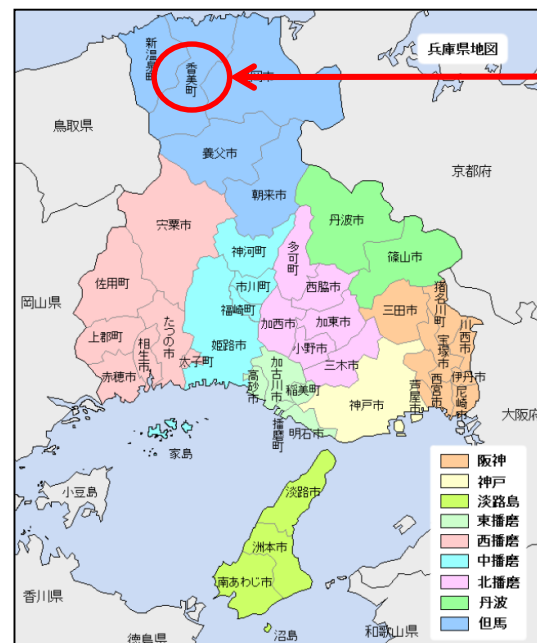 兵庫県地図
新温泉町
香美町
岡市
鳥取県
養父市
京都府
朝来市
宍粟市
丹波市
神河町
多可町
篠山市
佐用町
市川町
西脇市
猪名川町
岡山県
三田市
福崎町
加西市
加東市
川西市
上郡町
相生市
たつの市
姫路市
小野市
宝塚市
太子町
三木市
赤穂市
加古川市
高砂市
稲美町
神戸市
芦屋市
西宮市
伊丹市
尼崎市
播磨町
明石市
大阪府
家島
小豆島
淡路市
洲本市
南あわじ市
香川県
徳島県
沼島
和歌山県
阪神
神戸
淡路島
東播磨
西播磨
中播磨
北播磨
丹波
但馬